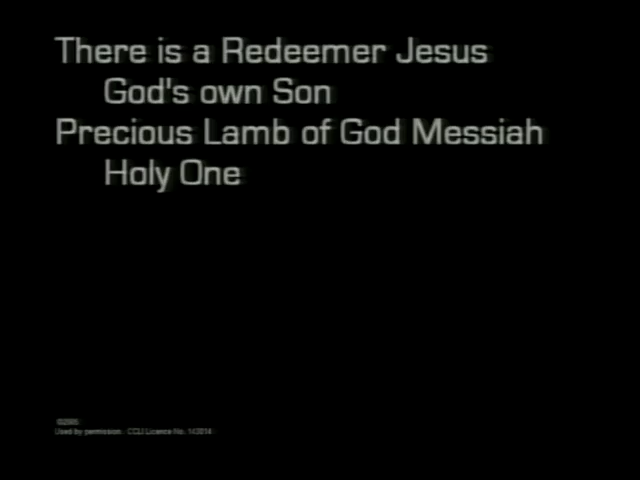 There is a Redeemer Jesus
God's own Son
Precious Lamb of God Messiah
Holy One
Used by permission. CCLI Licence No.